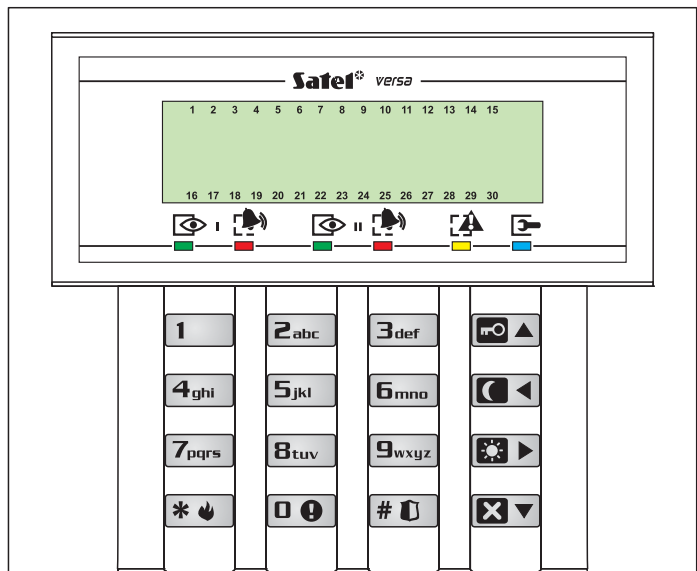 Satel versa
1 2 3 4 5 6 7 8 9 10 11 12 13 14 15
16 17 18 19 20 21 22 23 24 25 26 27 28 29 30
I II
1 2abc 3def
4ghi 5jkl 6mno
7pqrs 8tuv 9wxyz
* 0 #